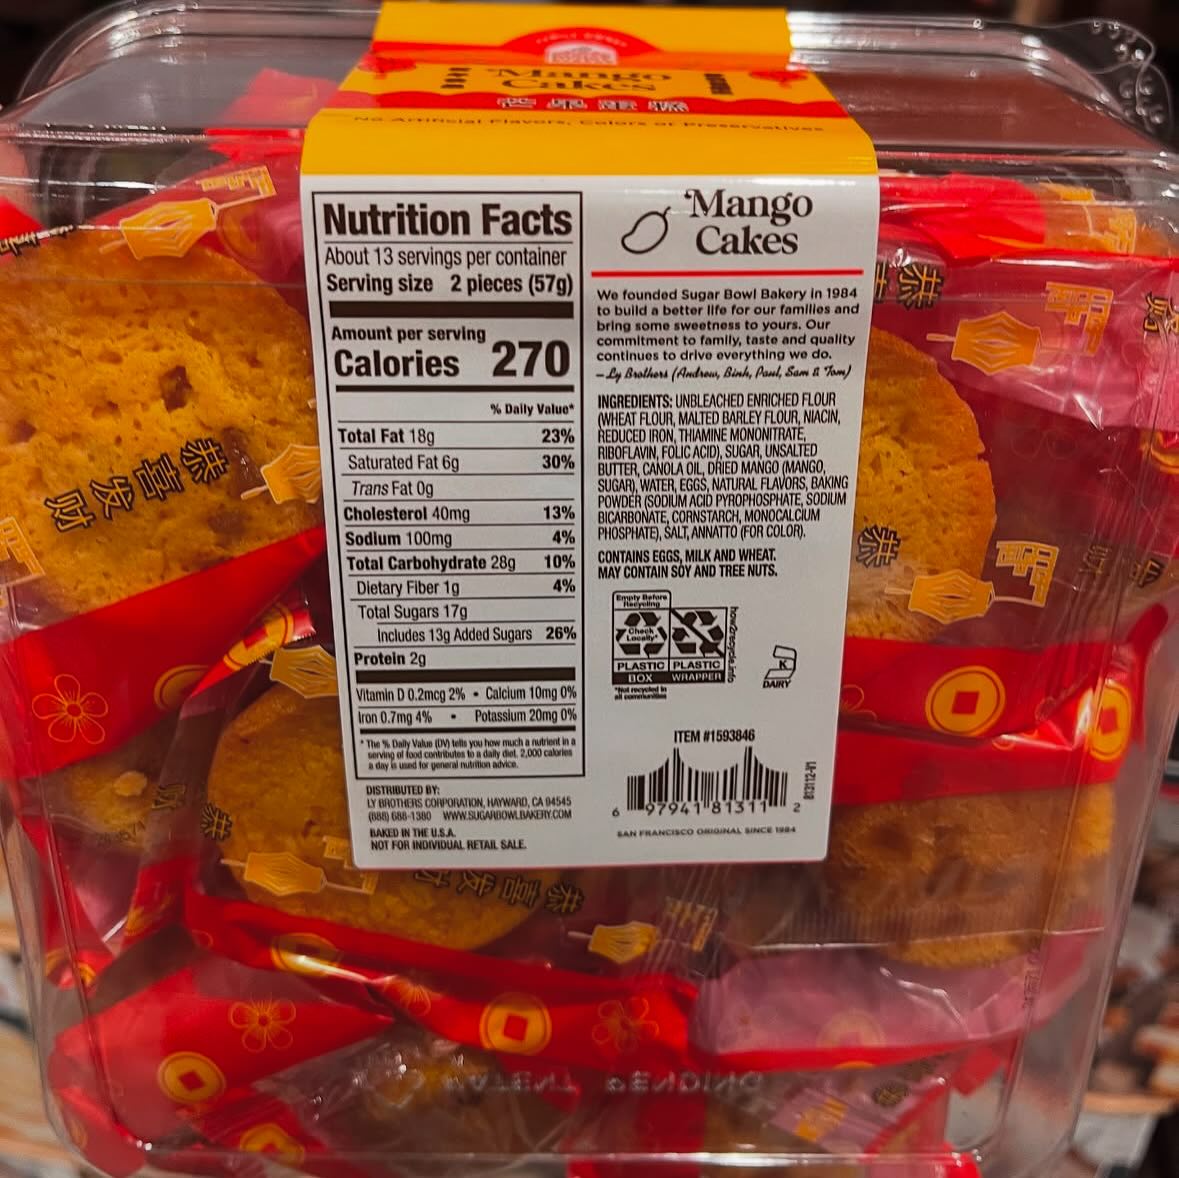 Mango
Cakes
芒果蛋糕
No Artificial Flavors, Colors or Preservatives
Nutrition Facts
About 13 servings per container
Serving size 2 pieces (57g)
Amount per serving
Calories 270
% Daily Value*
Total Fat 18g 23%
Saturated Fat 6g 30%
Trans Fat 0g
Cholesterol 40mg 13%
Sodium 100mg 4%
Total Carbohydrate 28g 10%
Dietary Fiber 1g 4%
Total Sugars 17g
Includes 13g Added Sugars 26%
Protein 2g
Vitamin D 0.2mcg 2% • Calcium 10mg 0%
Iron 0.7mg 4% • Potassium 20mg 0%
* The % Daily Value (DV) tells you how much a nutrient in a
serving of food contributes to a daily diet. 2,000 calories
a day is used for general nutrition advice.
DISTRIBUTED BY:
LY BROTHERS CORPORATION, HAYWARD, CA 94545
(888) 688-1380 WWW.SUGARBOWLBAKERY.COM
BAKED IN THE U.S.A.
NOT FOR INDIVIDUAL RETAIL SALE.
Mango
Cakes
We founded Sugar Bowl Bakery in 1984
to build a better life for our families and
bring some sweetness to yours. Our
commitment to family, taste and quality
continues to drive everything we do.
– Ly Brothers (Andrew, Binh, Paul, Sam & Tom)
INGREDIENTS: UNBLEACHED ENRICHED FLOUR
(WHEAT FLOUR, MALTED BARLEY FLOUR, NIACIN,
REDUCED IRON, THIAMINE MONONITRATE,
RIBOFLAVIN, FOLIC ACID), SUGAR, UNSALTED
BUTTER, CANOLA OIL, DRIED MANGO (MANGO,
SUGAR), WATER, EGGS, NATURAL FLAVORS, BAKING
POWDER (SODIUM ACID PYROPHOSPHATE, SODIUM
BICARBONATE, CORNSTARCH, MONOCALCIUM
PHOSPHATE), SALT, ANNATTO (FOR COLOR).
CONTAINS EGGS, MILK AND WHEAT.
MAY CONTAIN SOY AND TREE NUTS.
Empty Before
Recycling
Check
Locally*
PLASTIC
BOX
PLASTIC
WRAPPER
*Not recycled in
all communities
how2recycle.info
K
DAIRY
ITEM #1593846
6 97941 81311 2
813112-V1
SAN FRANCISCO ORIGINAL SINCE 1984
恭喜发财
恭
恭
恭喜发财
PATENT PENDING